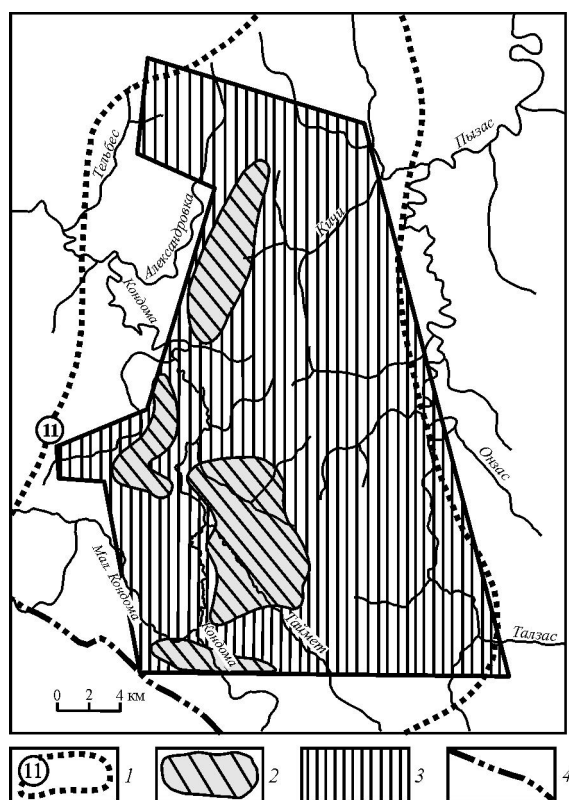 Тельбес
Пызас
Александровка
Кичи
Кондома
11
Онзас
Мал. Кондома
Кондома
Таймет
Талзас
0 2 4 км
11 1 2 3 4